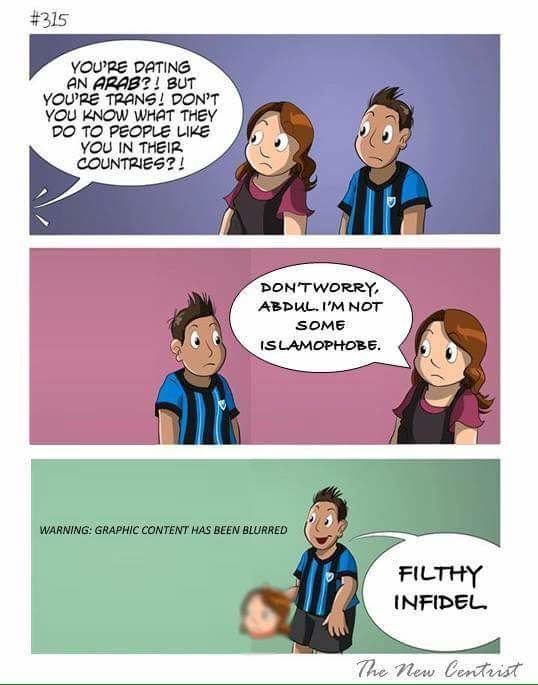 #315
YOU'RE DATING
AN ARAB?! BUT
YOU'RE TRANS! DON'T
YOU KNOW WHAT THEY
DO TO PEOPLE LIKE
YOU IN THEIR
COUNTRIES?!
DON'T WORRY,
ABDUL. I'M NOT
SOME
ISLAMOPHOBE.
WARNING: GRAPHIC CONTENT HAS BEEN BLURRED
FILTHY
INFIDEL.
The New Centrist